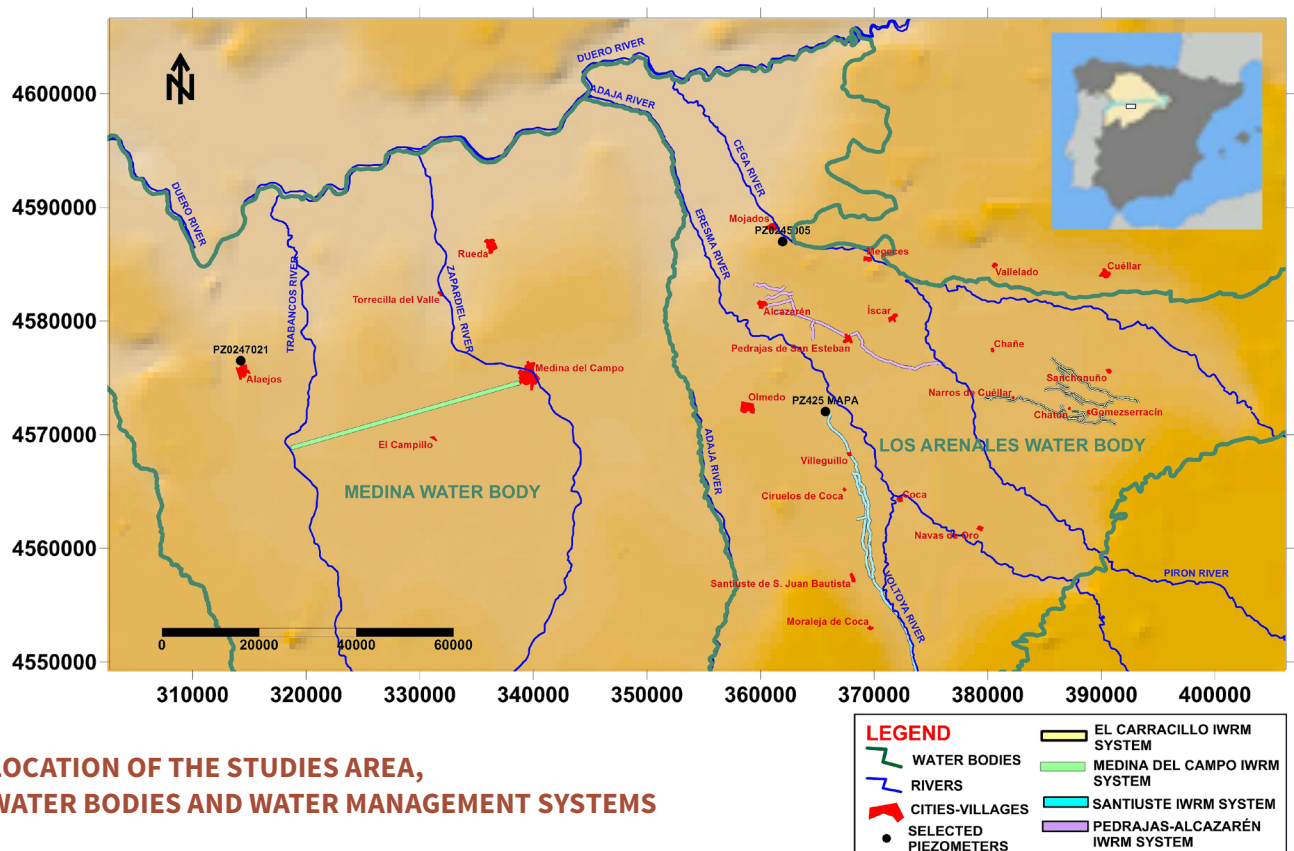 4600000
4590000
4580000
4570000
4560000
4550000
310000
320000
330000
340000
350000
360000
370000
380000
390000
400000
N
DUERO RIVER
ADAJA RIVER
CEGA RIVER
DUERO RIVER
ERESMA RIVER
TRABANCOS RIVER
ZAPARDIEL RIVER
ADAJA RIVER
VOLTOYA RIVER
PIRON RIVER
Mojados
PZ0245005
Megeces
Rueda
Vallelado
Cuéllar
Torrecilla del Valle
Alcazarén
Íscar
PZ0247021
Pedrajas de San Esteban
Chañe
Alaejos
Medina del Campo
Sanchonuño
Olmedo
PZ425 MAPA
Narros de Cuéllar
Chatún
Gomezserracín
El Campillo
LOS ARENALES WATER BODY
Villeguillo
MEDINA WATER BODY
Ciruelos de Coca
Coca
Navas de Oro
Santiuste de S. Juan Bautista
Moraleja de Coca
0
20000
40000
60000
LOCATION OF THE STUDIES AREA,
WATER BODIES AND WATER MANAGEMENT SYSTEMS
LEGEND
WATER BODIES
RIVERS
CITIES-VILLAGES
SELECTED
PIEZOMETERS
EL CARRACILLO IWRM
SYSTEM
MEDINA DEL CAMPO IWRM
SYSTEM
SANTIUSTE IWRM SYSTEM
PEDRAJAS-ALCAZARÉN
IWRM SYSTEM